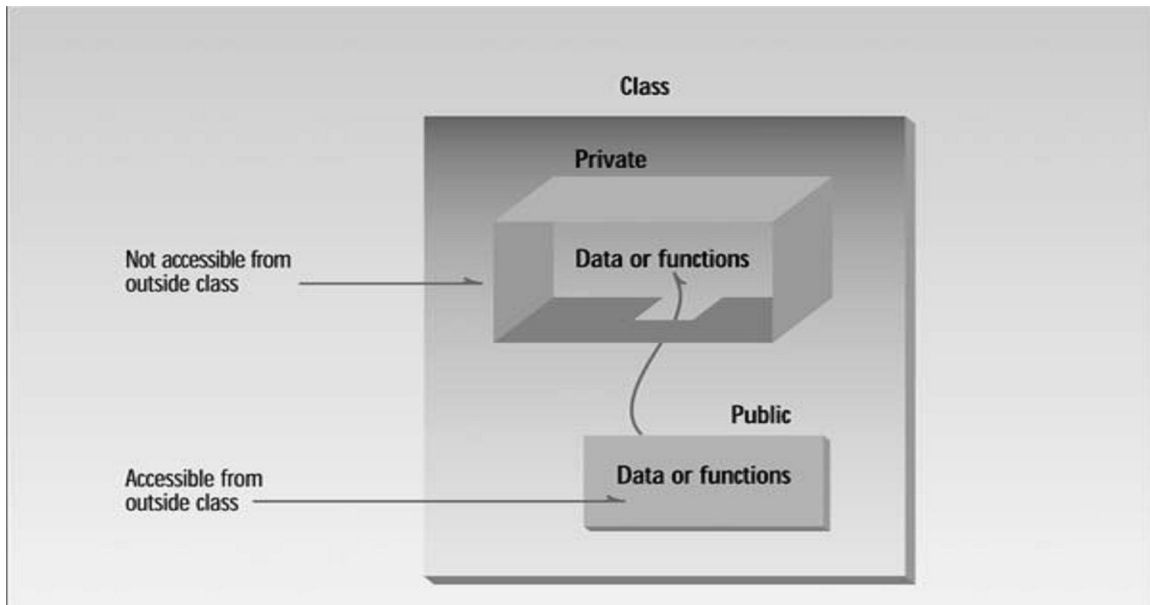 Class
Private
Data or functions
Not accessible from
outside class
Public
Data or functions
Accessible from
outside class